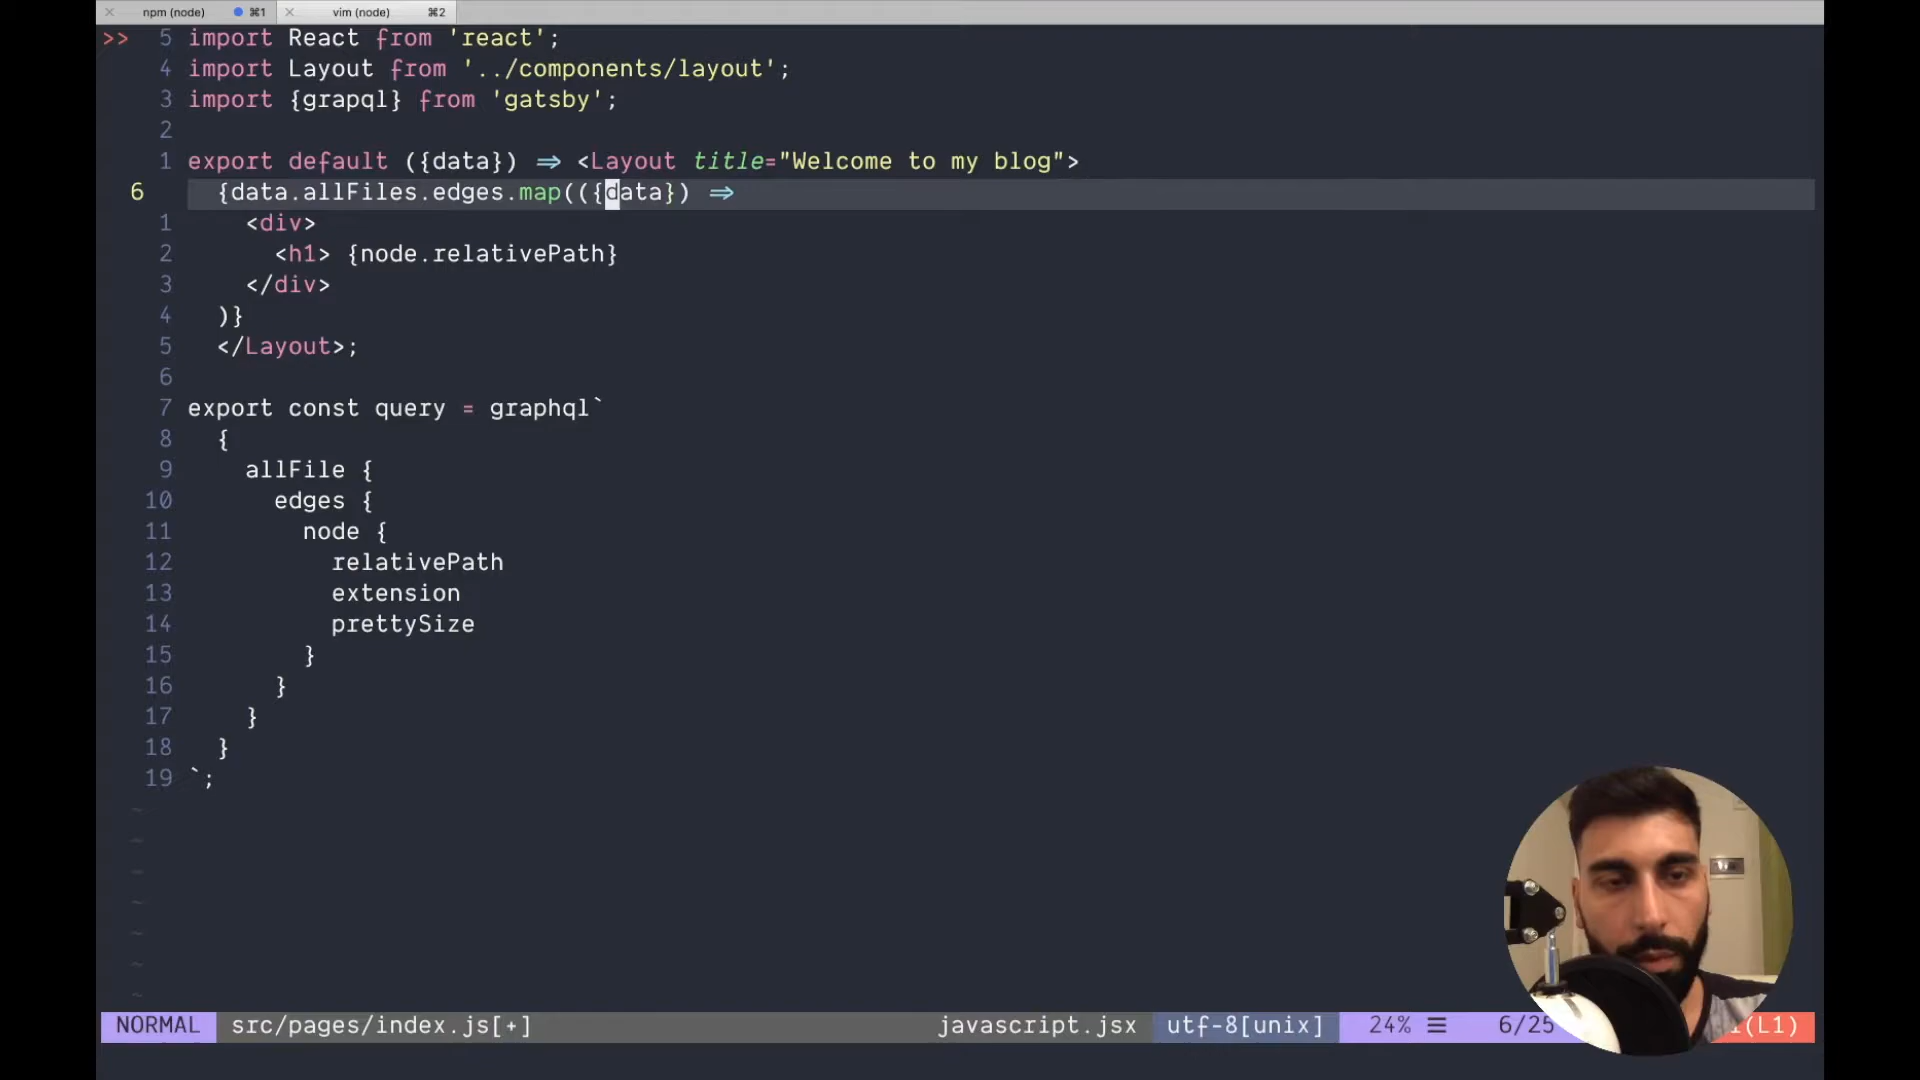 npm (node) ⌘1 vim (node) ⌘2
>> 5 import React from 'react';
4 import Layout from '../components/layout';
3 import {grapql} from 'gatsby';
2
1 export default ({data}) => <Layout title="Welcome to my blog">
6 {data.allFiles.edges.map(({data}) =>
1 <div>
2 <h1> {node.relativePath}
3 </div>
4 )}
5 </Layout>;
6
7 export const query = graphql`
8 {
9 allFile {
10 edges {
11 node {
12 relativePath
13 extension
14 prettySize
15 }
16 }
17 }
18 }
19 `;
~
~
~
~
~
~
~
NORMAL src/pages/index.js[+] javascript.jsx utf-8[unix] 24% ☰ 6/25 (L1)